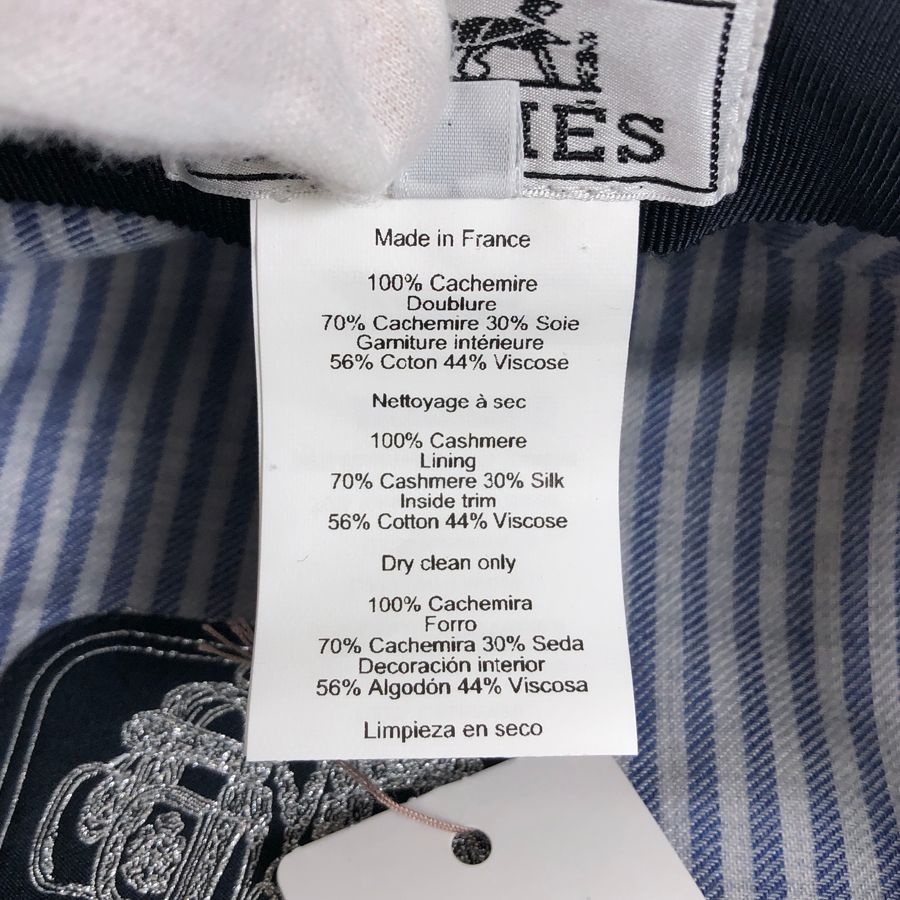 Made in France
100% Cachemire
Doublure
70% Cachemire 30% Soie
Garniture intérieure
56% Coton 44% Viscose
Nettoyage à sec
100% Cashmere
Lining
70% Cashmere 30% Silk
Inside trim
56% Cotton 44% Viscose
Dry clean only
100% Cachemira
Forro
70% Cachemira 30% Seda
Decoración interior
56% Algodón 44% Viscosa
Limpieza en seco